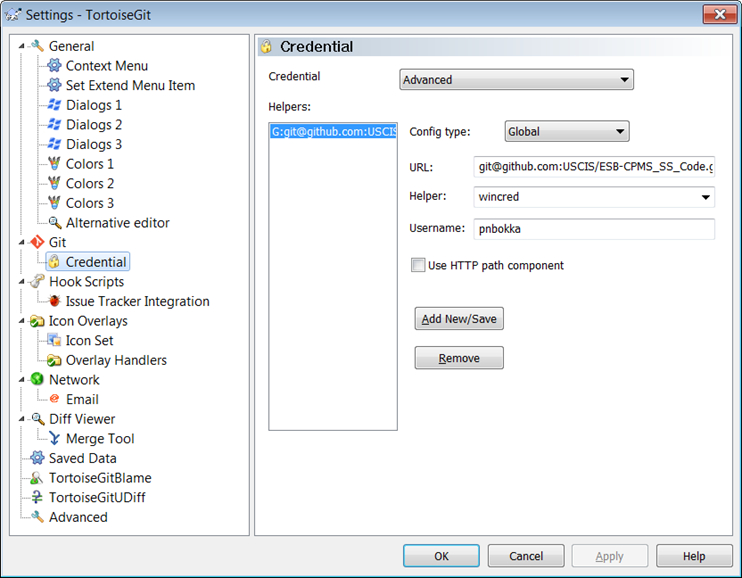 Settings - TortoiseGit
General
Context Menu
Set Extend Menu Item
Dialogs 1
Dialogs 2
Dialogs 3
Colors 1
Colors 2
Colors 3
Alternative editor
Git
Credential
Hook Scripts
Issue Tracker Integration
Icon Overlays
Icon Set
Overlay Handlers
Network
Email
Diff Viewer
Merge Tool
Saved Data
TortoiseGitBlame
TortoiseGitUDiff
Advanced
Credential
Credential
Advanced
Helpers:
G:git@github.com:USCIS
Config type:
Global
URL:
git@github.com:USCIS/ESB-CPMS_SS_Code.g
Helper:
wincred
Username:
pnbokka
Use HTTP path component
Add New/Save
Remove
OK
Cancel
Apply
Help